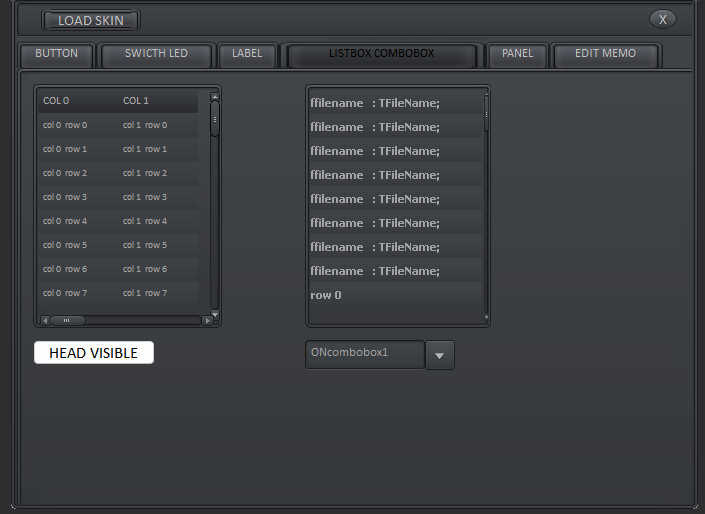 LOAD SKIN
X
BUTTON SWICTH LED LABEL LISTBOX COMBOBOX PANEL EDIT MEMO
COL 0 COL 1
col 0 row 0 col 1 row 0
col 0 row 1 col 1 row 1
col 0 row 2 col 1 row 2
col 0 row 3 col 1 row 3
col 0 row 4 col 1 row 4
col 0 row 5 col 1 row 5
col 0 row 6 col 1 row 6
col 0 row 7 col 1 row 7
HEAD VISIBLE
ffilename : TFileName;
ffilename : TFileName;
ffilename : TFileName;
ffilename : TFileName;
ffilename : TFileName;
ffilename : TFileName;
ffilename : TFileName;
ffilename : TFileName;
row 0
ONcombobox1